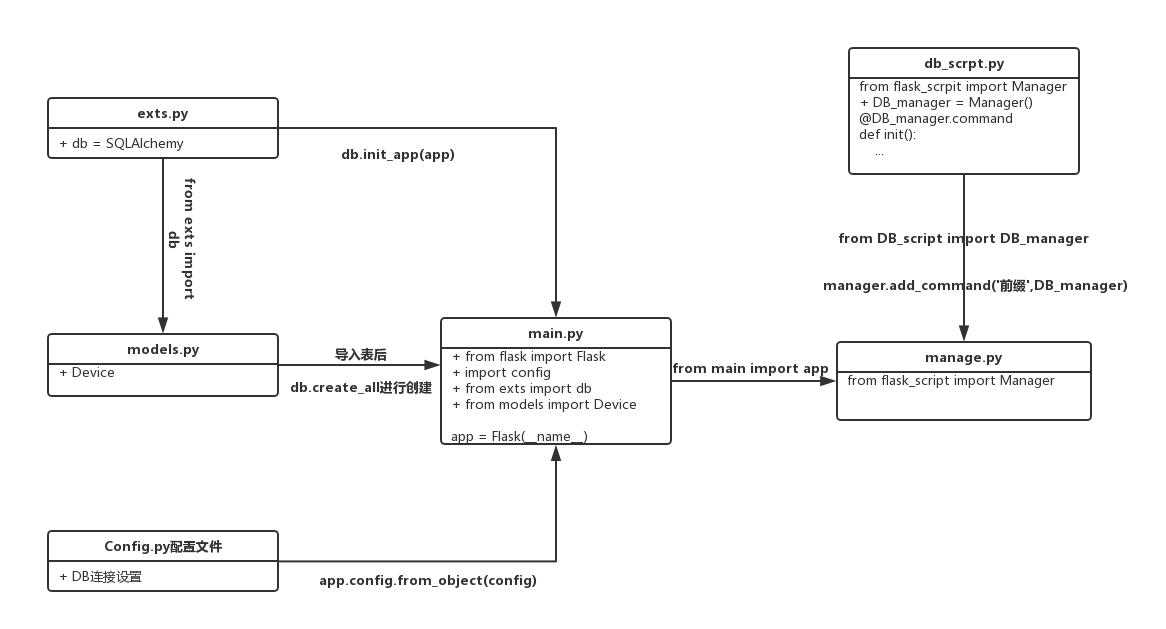 exts.py
+ db = SQLAlchemy
db.init_app(app)
from exts import
db
models.py
+ Device
导入表后
db.create_all进行创建
Config.py配置文件
+ DB连接设置
app.config.from_object(config)
main.py
+ from flask import Flask
+ import config
+ from exts import db
+ from models import Device
app = Flask(__name__)
from main import app
db_scrpt.py
from flask_scrpit import Manager
+ DB_manager = Manager()
@DB_manager.command
def init():
...
from DB_script import DB_manager
manager.add_command('前缀',DB_manager)
manage.py
from flask_script import Manager